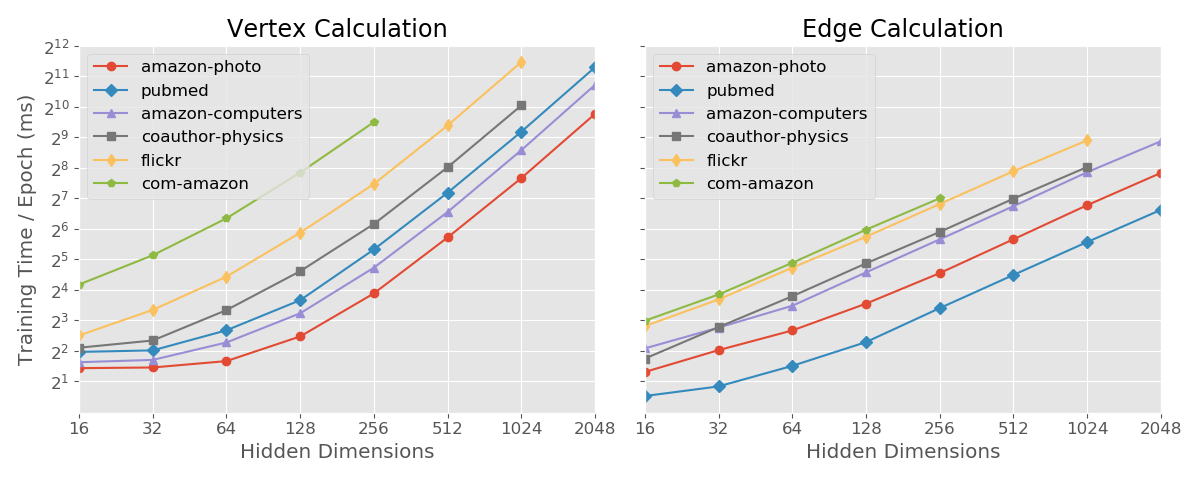 Vertex Calculation
Training Time / Epoch (ms)
2^12
2^11
2^10
2^9
2^8
2^7
2^6
2^5
2^4
2^3
2^2
2^1
amazon-photo
pubmed
amazon-computers
coauthor-physics
flickr
com-amazon
16 32 64 128 256 512 1024 2048
Hidden Dimensions
Edge Calculation
amazon-photo
pubmed
amazon-computers
coauthor-physics
flickr
com-amazon
16 32 64 128 256 512 1024 2048
Hidden Dimensions